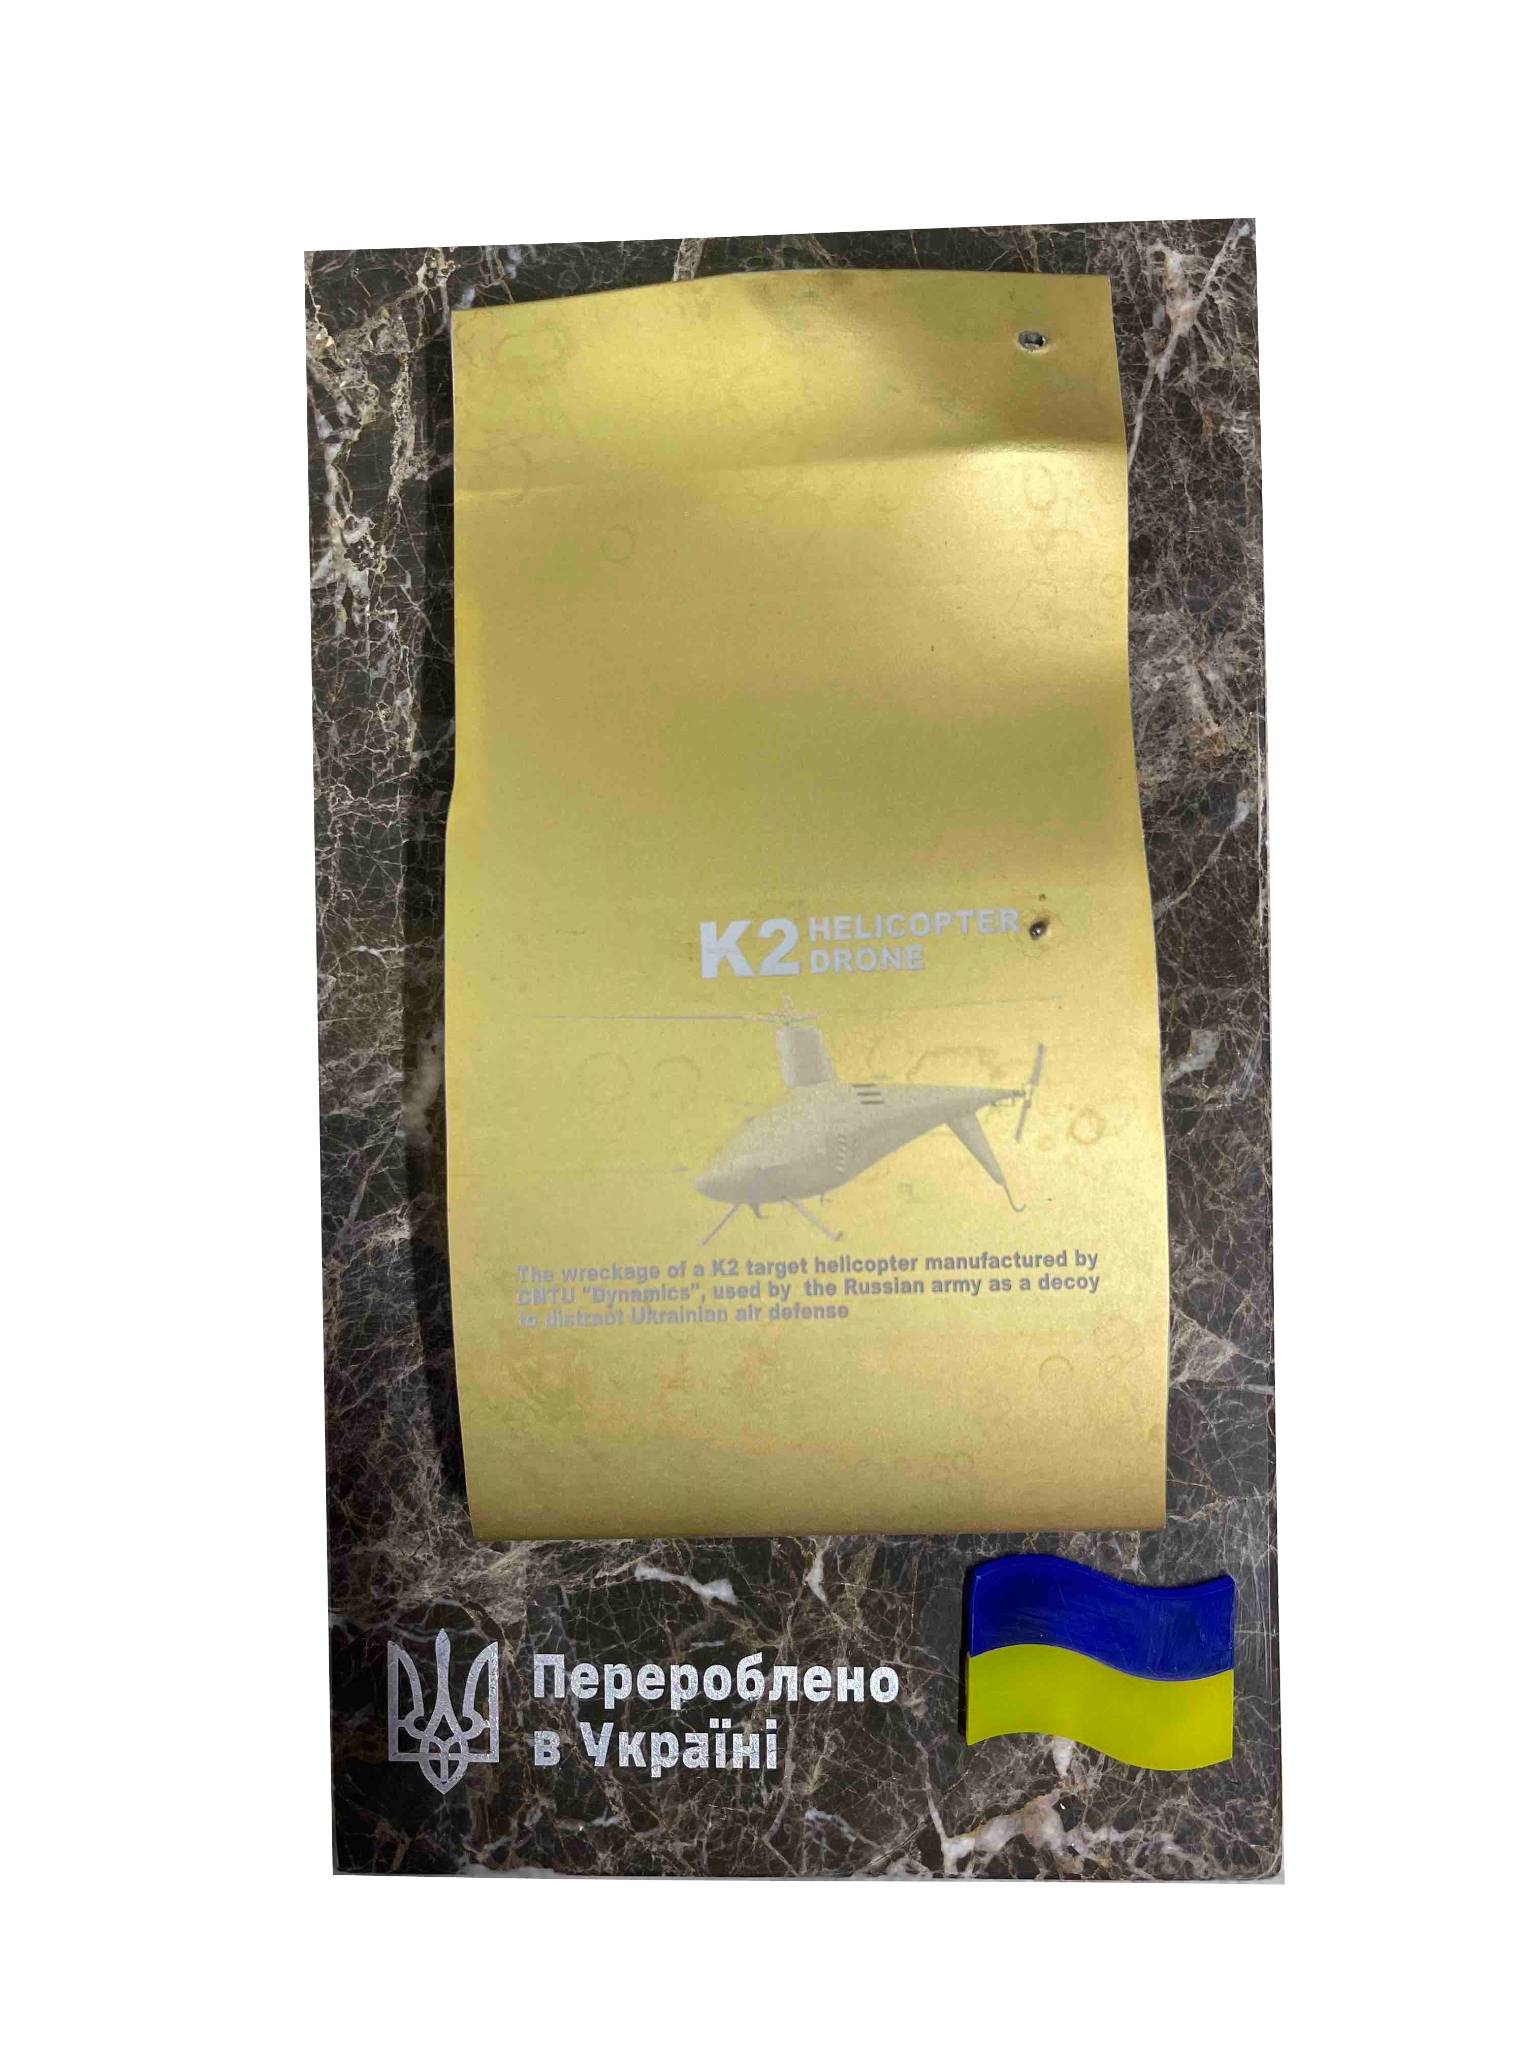 K2 HELICOPTER
DRONE
The wreckage of a K2 target helicopter manufactured by
CNTU "Dynamics", used by the Russian army as a decoy
to distract Ukrainian air defense
Перероблено
в Україні